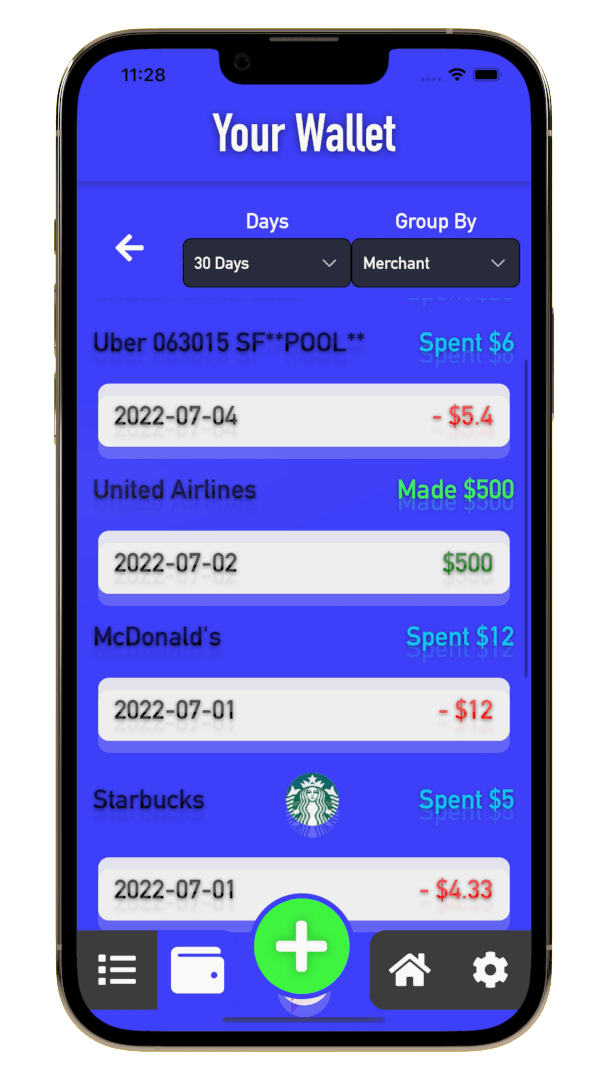 11:28
Your Wallet
Days Group By
30 Days Merchant
Uber 063015 SF**POOL** Spent $6
2022-07-04 - $5.4
United Airlines Made $500
2022-07-02 $500
McDonald's Spent $12
2022-07-01 - $12
Starbucks Spent $5
2022-07-01 - $4.33